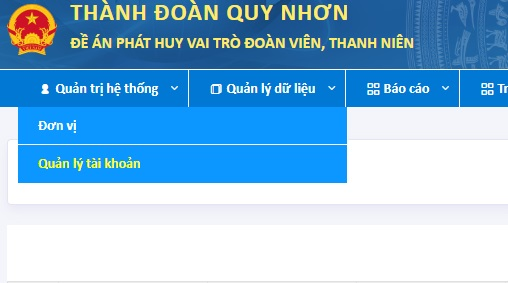 THÀNH ĐOÀN QUY NHƠN
ĐỀ ÁN PHÁT HUY VAI TRÒ ĐOÀN VIÊN, THANH NIÊN
Quản trị hệ thống Quản lý dữ liệu Báo cáo Tr
Đơn vị
Quản lý tài khoản